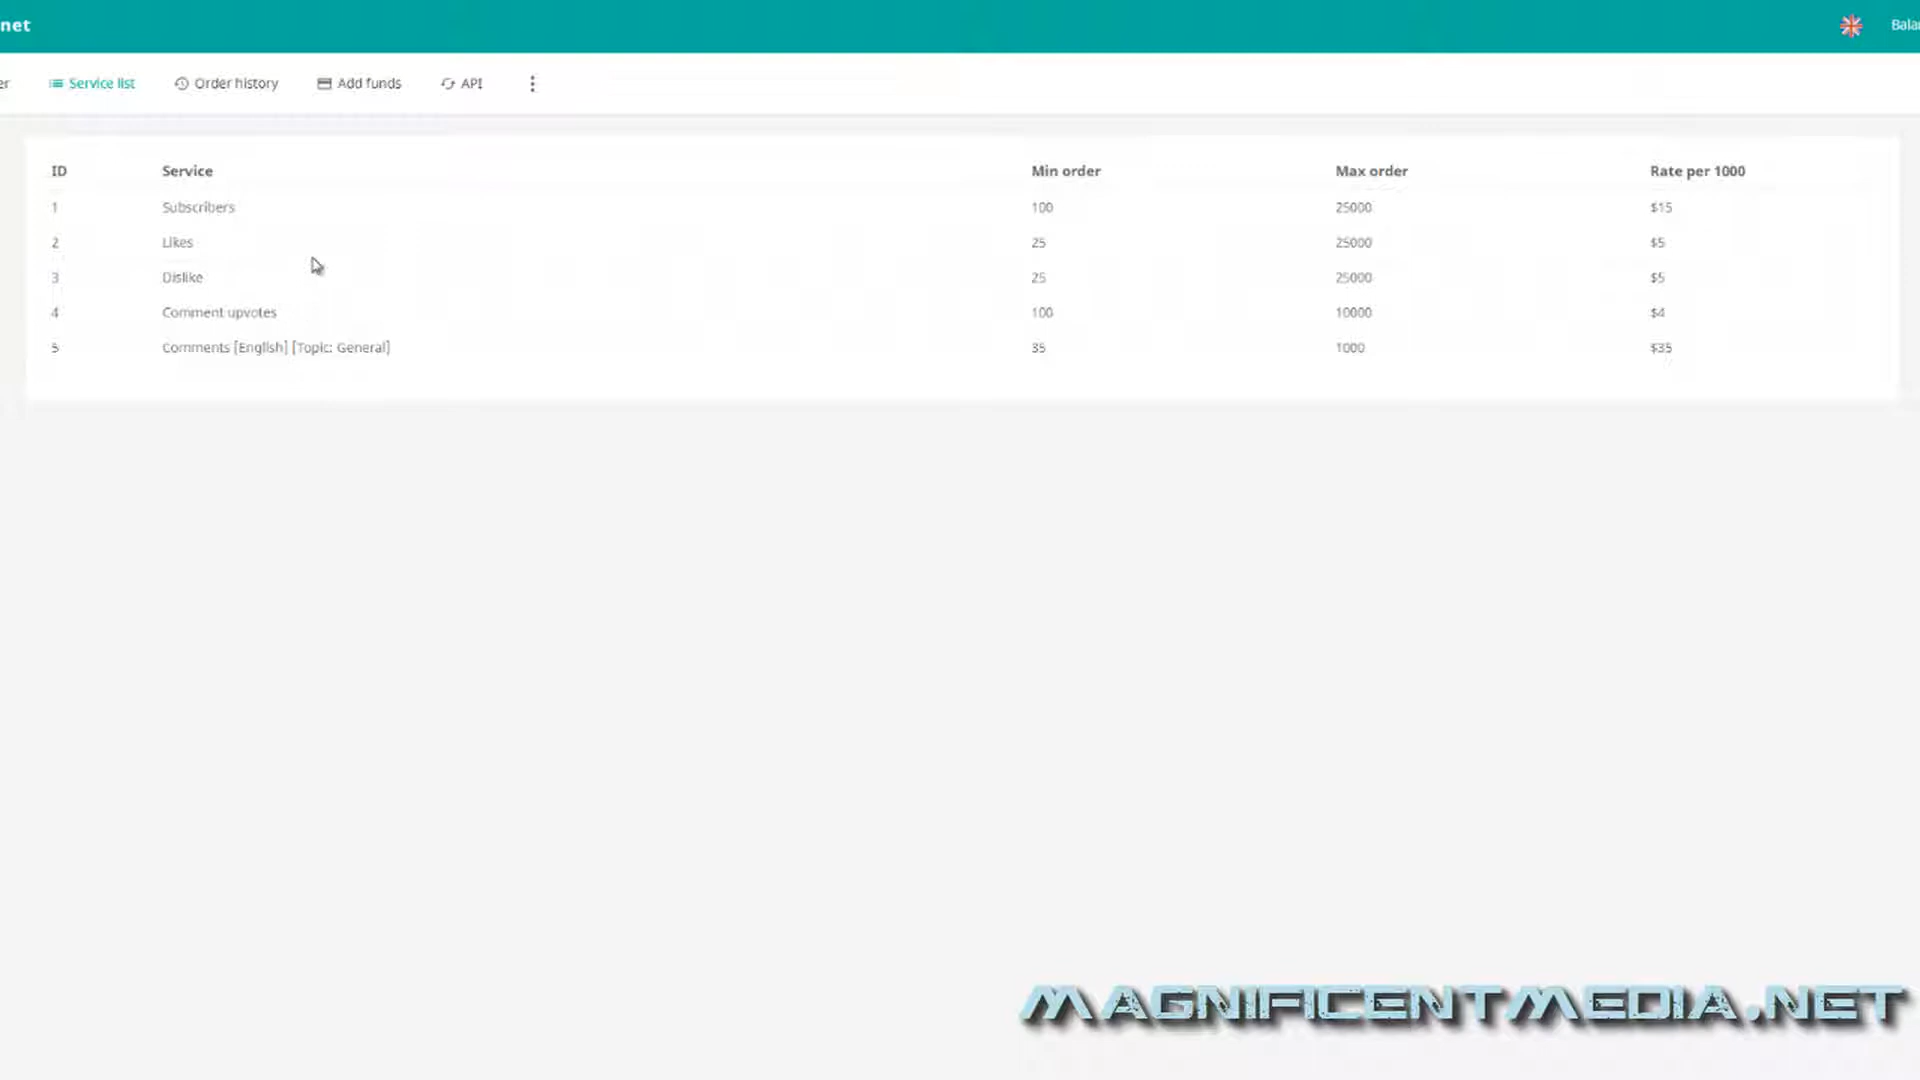 net
Bala
er
Service list
Order history
Add funds
API
ID Service Min order Max order Rate per 1000
1 Subscribers 100 25000 $15
2 Likes 25 25000 $5
3 Dislike 25 25000 $5
4 Comment upvotes 100 10000 $4
5 Comments [English] [Topic: General] 35 1000 $35
MAGNIFICENTMEDIA.NET